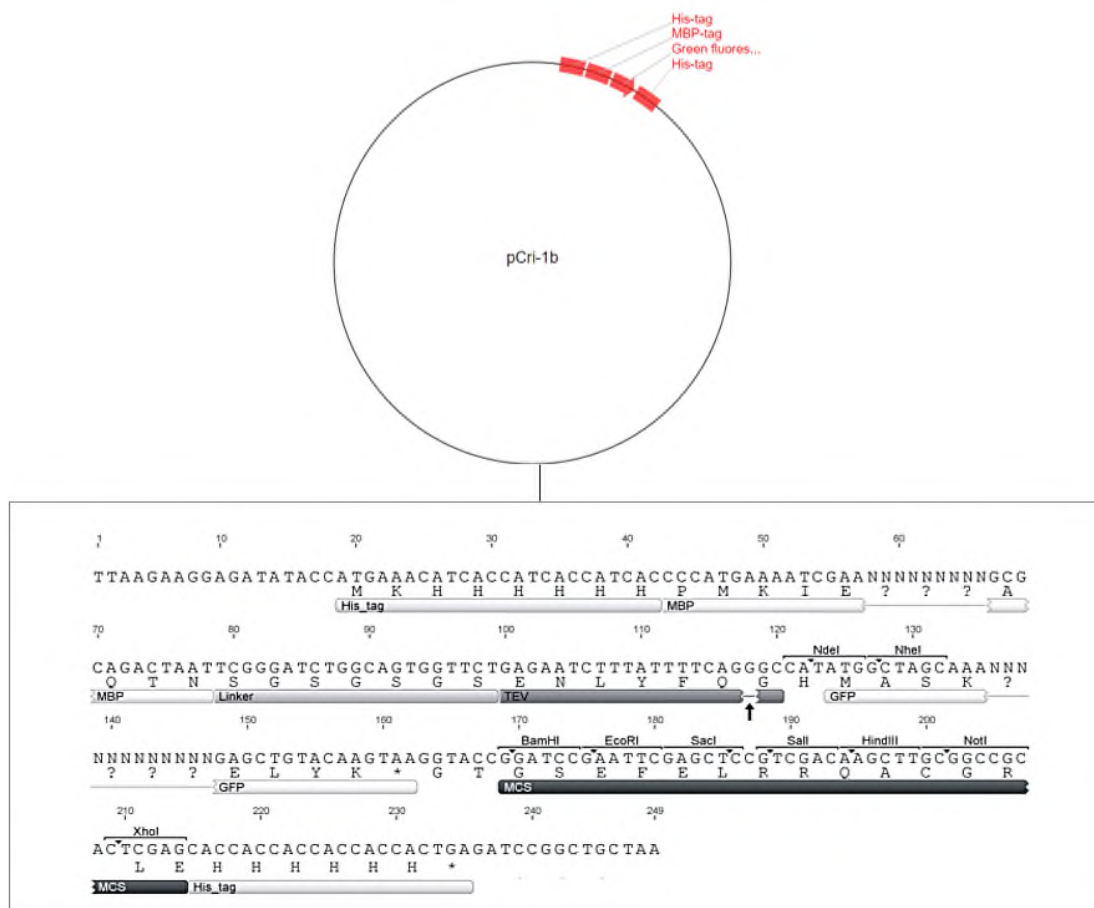 His-tag
MBP-tag
Green fluores...
His-tag
pCri-1b
1 10 20 30 40 50 60
TTAAGAAGGAGATATACCATGAAACATCACCATCACCATCACCCCATGAAAATCGAANNNNNNNNNGCG
M K H H H H H H P M K I E ? ? ? A
His_tag MBP
70 80 90 100 110 120 130
NdeI NheI
CAGACTAATTCGGGATCTGGCAGTGGTTCTGAGAATCTTTATTTTCAGGGCCATATGGCTAGCAAANNN
Q T N S G S G S G S E N L Y F Q G H M A S K ?
MBP Linker TEV GFP
140 150 160 170 180 190 200
BamHI EcoRI SacI SalI HindIII NotI
NNNNNNNNNGAGCTGTACAAGTAAGGTACCGGATCCGAATTCGAGCTCCGTCGACAAGCTTGCGGCCGC
? ? ? E L Y K * G T G S E F E L R R Q A C G R
GFP MCS
210 220 230 240 249
XhoI
ACTCGAGCACCACCACCACCACCACTGAGATCCGGCTGCTAA
L E H H H H H H *
MCS His_tag